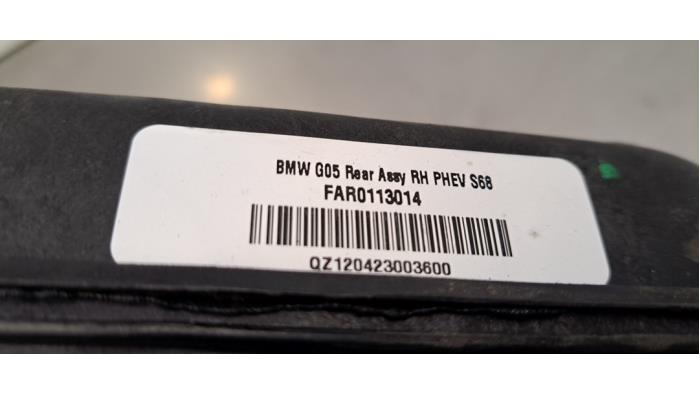 BMW G05 Rear Assy RH PHEV S68
FAR0113014
QZ120423003600